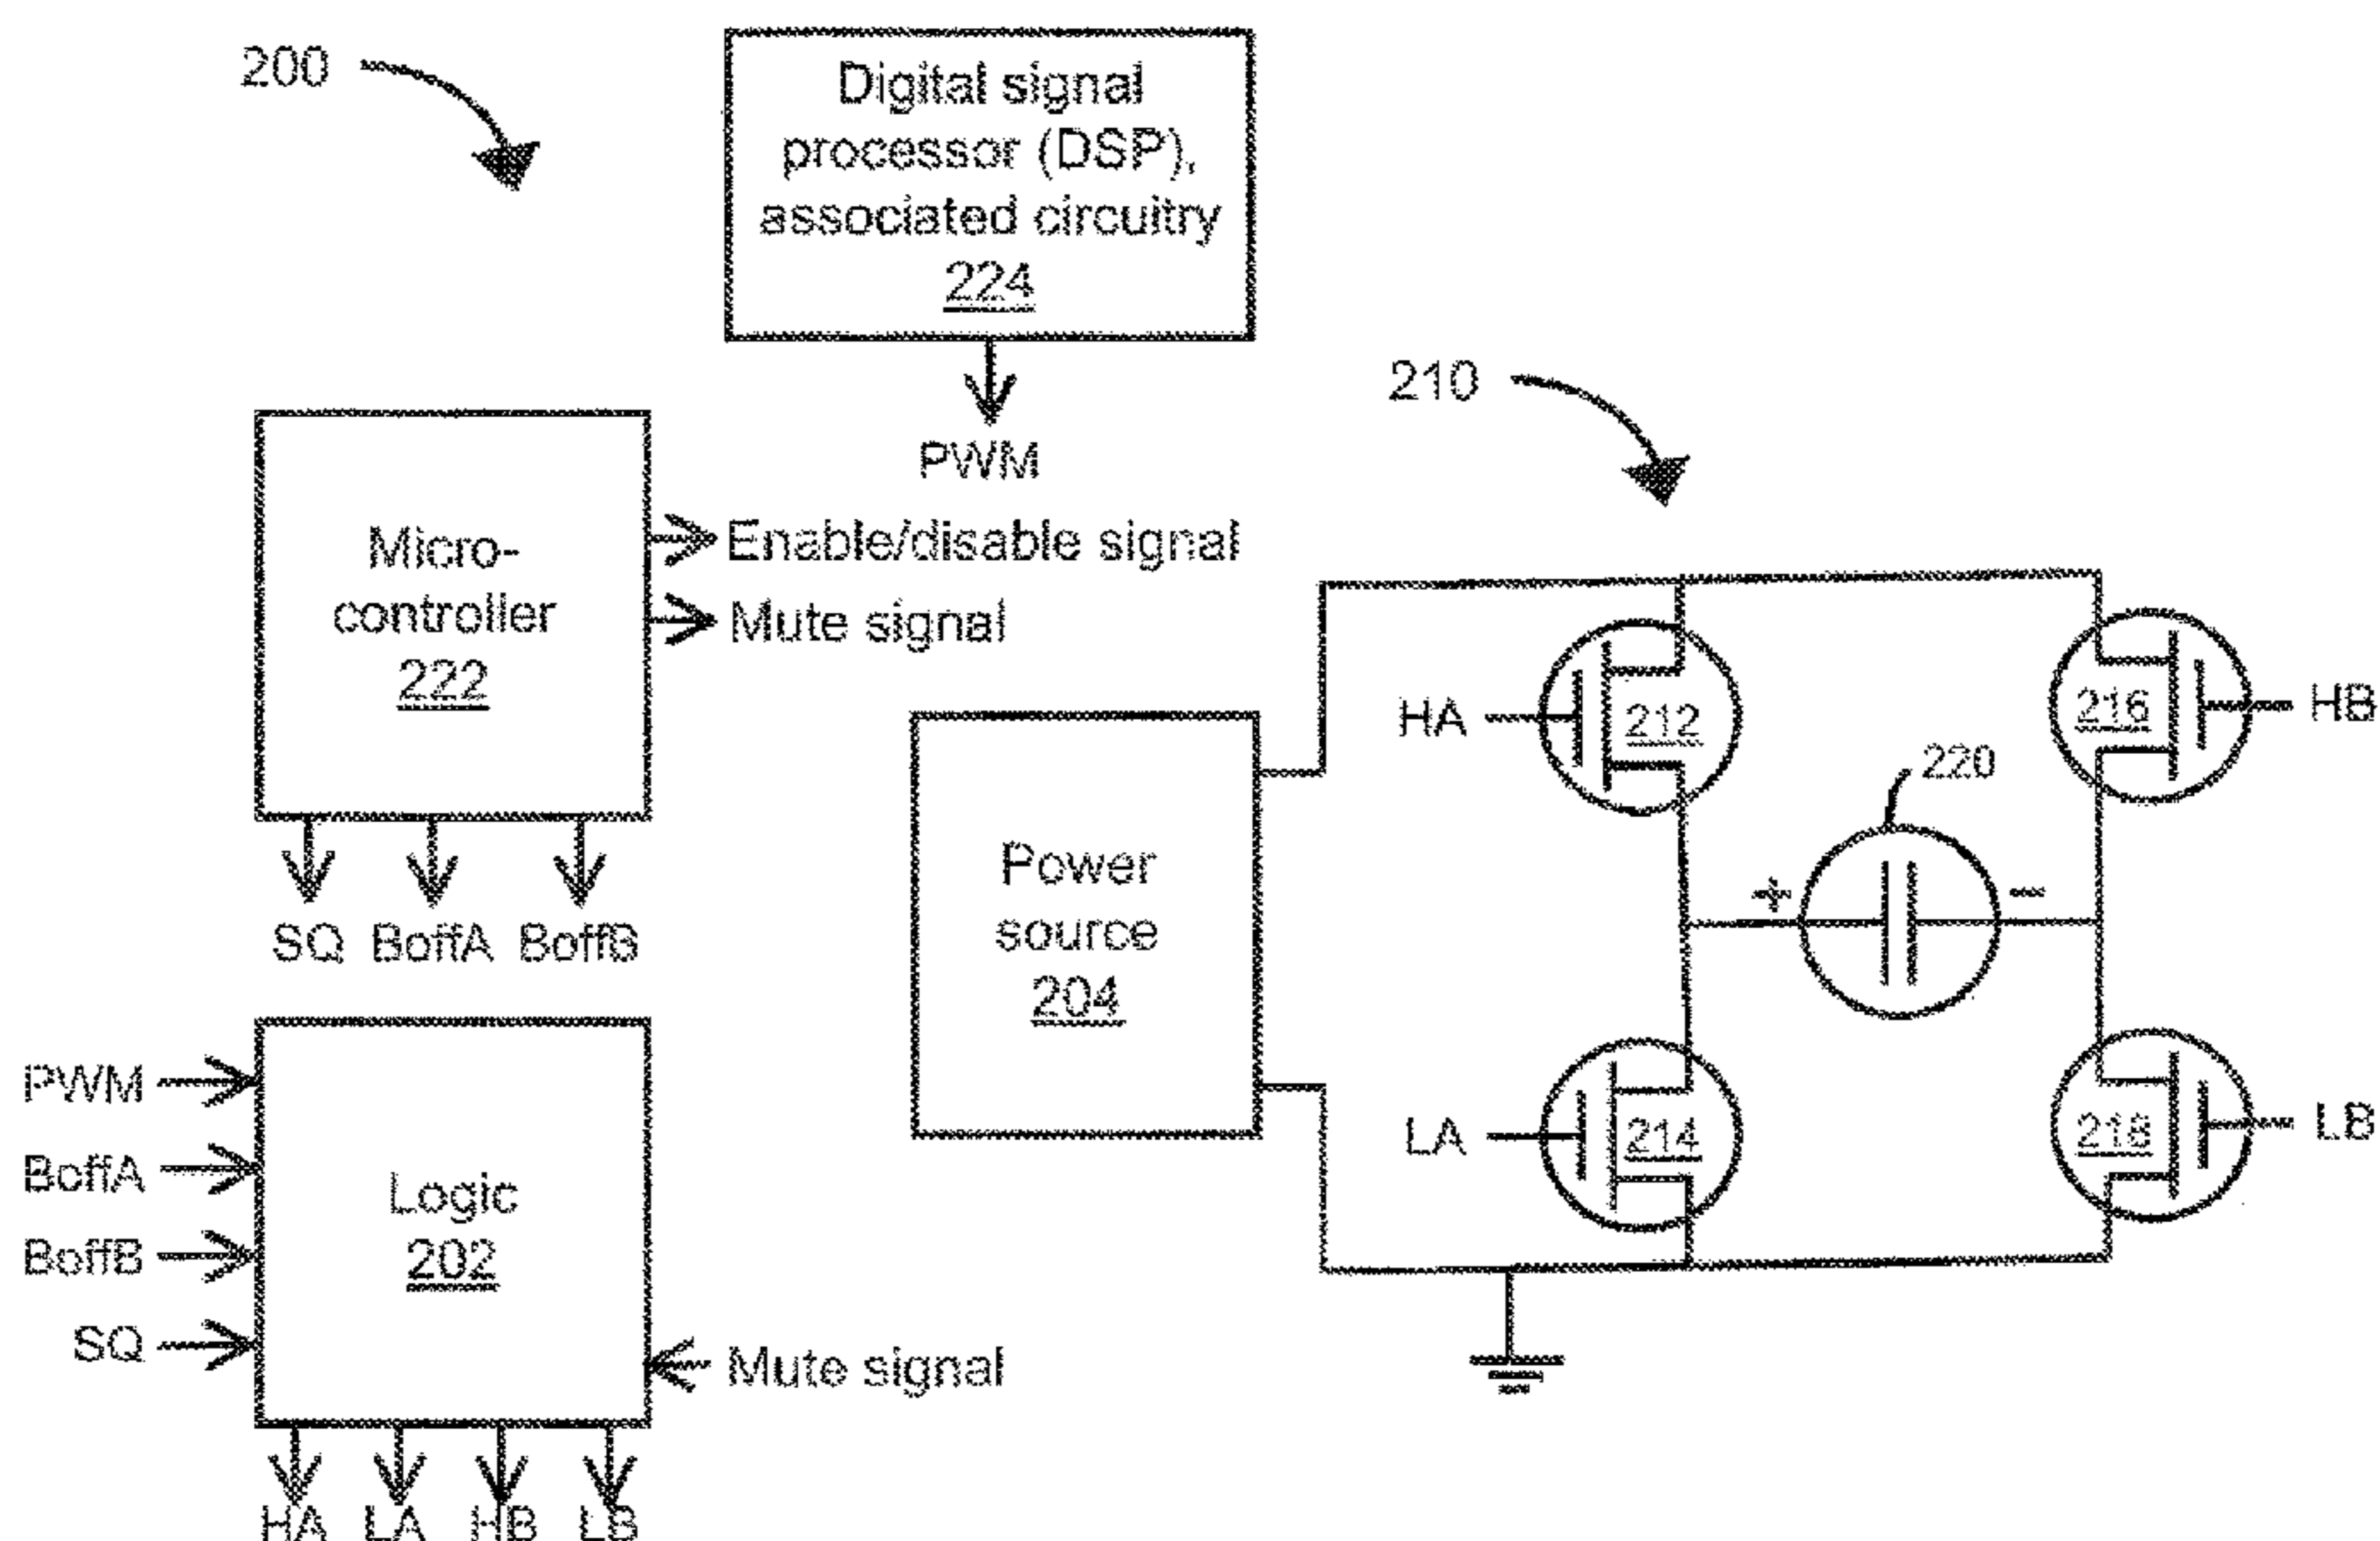 200
Digital signal
processor (DSP),
associated circuitry
224
PWM
210
Micro-
controller
222
Enable/disable signal
Mute signal
SQ BoffA BoffB
Power
source
204
HA
212
216
HB
220
+
−
LA
214
218
LB
PWM
BoffA
BoffB
SQ
Logic
202
Mute signal
HA LA HB LB